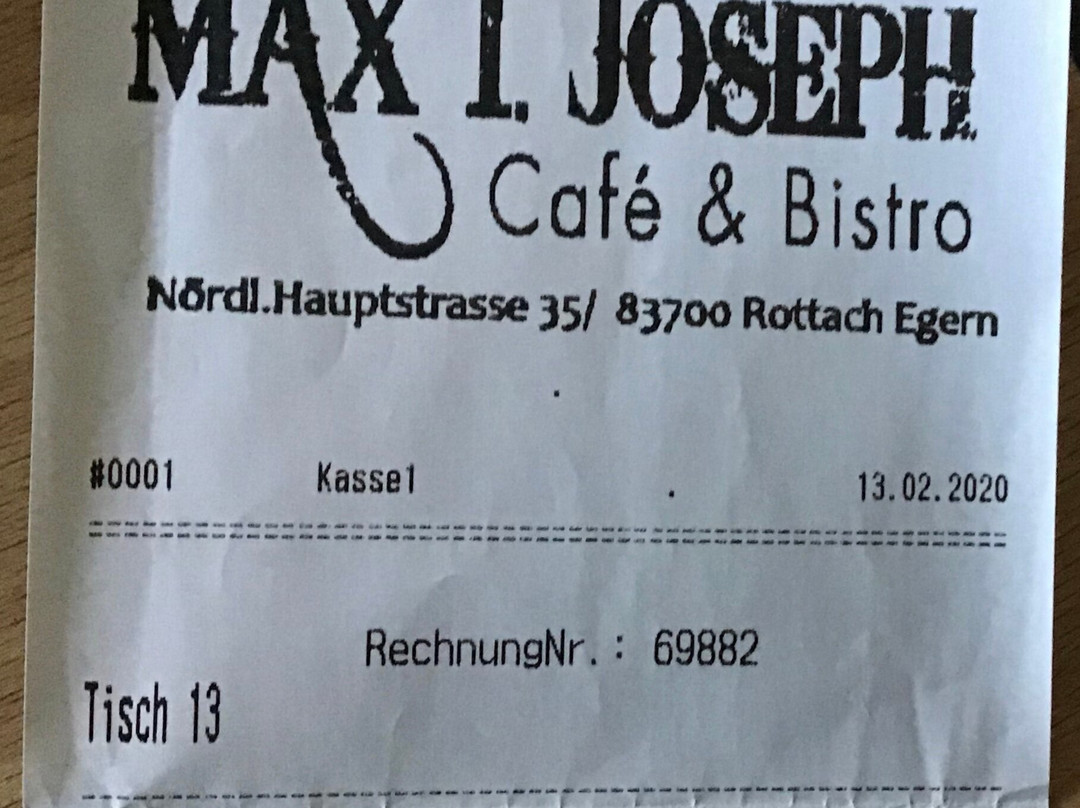 MAX I. JOSEPH
Café & Bistro
Nördl.Hauptstrasse 35/ 83700 Rottach Egern
#0001 Kasse1 13.02.2020
RechnungNr.: 69882
Tisch 13